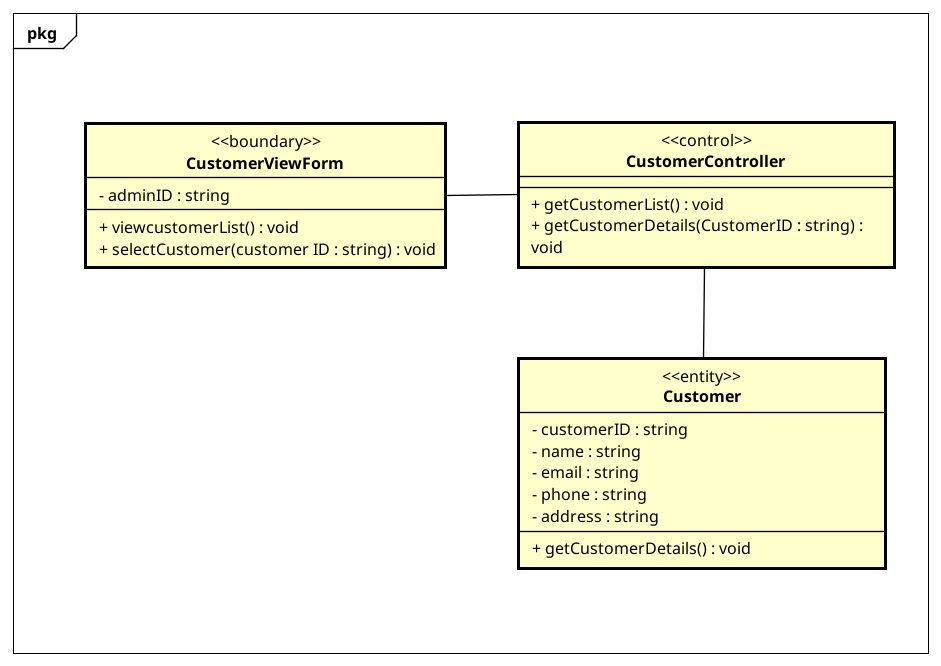 pkg
<<boundary>>
CustomerViewForm
- adminID : string
+ viewcustomerList() : void
+ selectCustomer(customer ID : string) : void
<<control>>
CustomerController
+ getCustomerList() : void
+ getCustomerDetails(CustomerID : string) :
void
<<entity>>
Customer
- customerID : string
- name : string
- email : string
- phone : string
- address : string
+ getCustomerDetails() : void